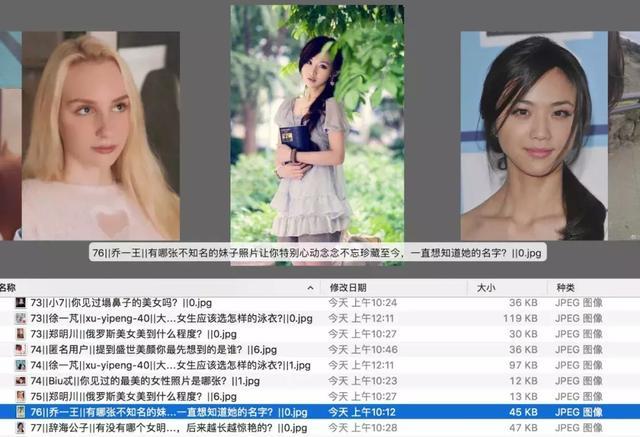 76||乔一王||有哪张不知名的妹子照片让你特别心动念念不忘珍藏至今，一直想知道她的名字？||0.jpg
名称 修改日期 大小 种类
73||小7||你见过塌鼻子的美女吗？||0.jpg 今天 上午10:24 36 KB JPEG 图像
73||徐一芃||xu-yipeng-40||大...女生应该选怎样的泳衣?||0.jpg 今天 上午12:11 119 KB JPEG 图像
73||郑明川||俄罗斯美女美到什么程度？||0.jpg 今天 上午10:27 30 KB JPEG 图像
74||匿名用户||提到盛世美颜你最先想到的是谁？||6.jpg 今天 上午10:46 36 KB JPEG 图像
74||徐一芃||xu-yipeng-40||大...女生应该选怎样的泳衣?||1.jpg 今天 上午12:11 97 KB JPEG 图像
74||Biu忒||你见过的最美的女性照片是哪张？||1.jpg 今天 上午10:23 52 KB JPEG 图像
75||郑明川||俄罗斯美女美到什么程度？||6.jpg 今天 上午10:27 35 KB JPEG 图像
76||乔一王||有哪张不知名的妹...一直想知道她的名字？||0.jpg 今天 上午10:12 45 KB JPEG 图像
77||辞海公子||有没有哪个女明...，后来越长越惊艳的？||0.jpg 今天 上午10:28 47 KB JPEG 图像